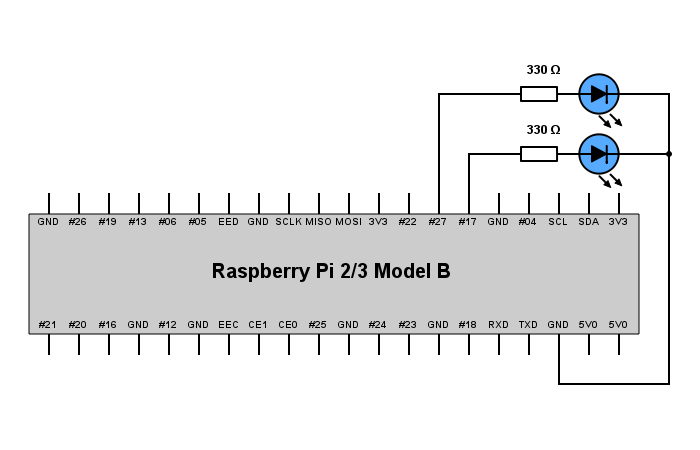 330 Ω
330 Ω
GND #26 #19 #13 #06 #05 EED GND SCLK MISO MOSI 3V3 #22 #27 #17 GND #04 SCL SDA 3V3
Raspberry Pi 2/3 Model B
#21 #20 #16 GND #12 GND EEC CE1 CE0 #25 GND #24 #23 GND #18 RXD TXD GND 5V0 5V0